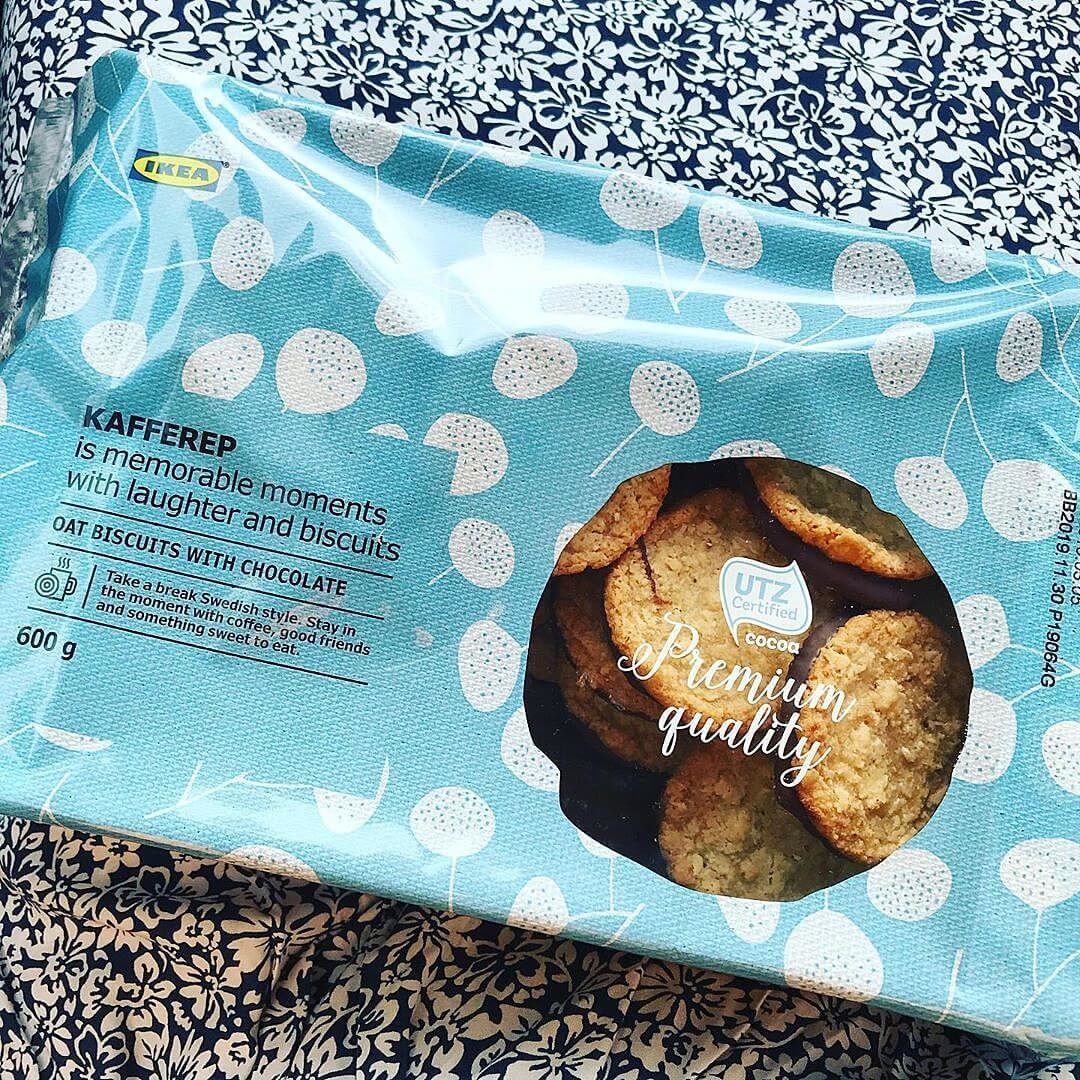 IKEA
KAFFEREP
is memorable moments
with laughter and biscuits
OAT BISCUITS WITH CHOCOLATE
Take a break Swedish style. Stay in
the moment with coffee, good friends
and something sweet to eat.
600 g
UTZ
Certified
cocoa
Premium
quality
BB2019.11.30 P19064G